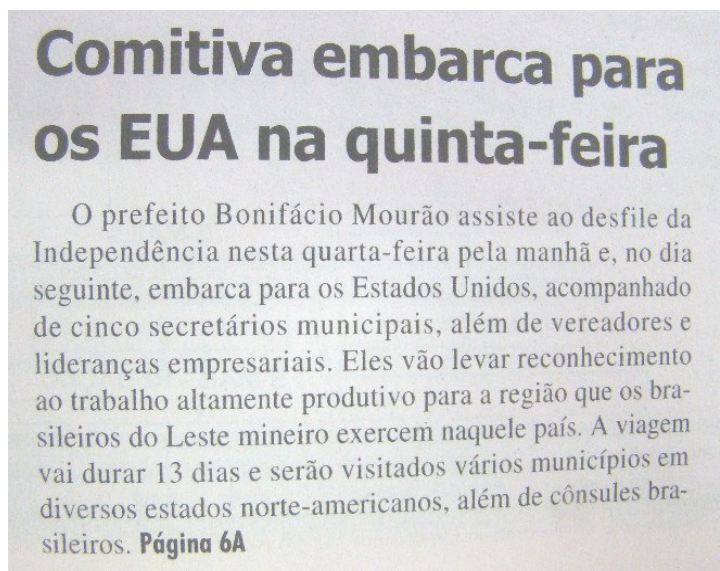 Comitiva embarca para
os EUA na quinta-feira
O prefeito Bonifácio Mourão assiste ao desfile da
Independência nesta quarta-feira pela manhã e, no dia
seguinte, embarca para os Estados Unidos, acompanhado
de cinco secretários municipais, além de vereadores e
lideranças empresariais. Eles vão levar reconhecimento
ao trabalho altamente produtivo para a região que os bra-
sileiros do Leste mineiro exercem naquele país. A viagem
vai durar 13 dias e serão visitados vários municípios em
diversos estados norte-americanos, além de cônsules bra-
sileiros. Página 6A